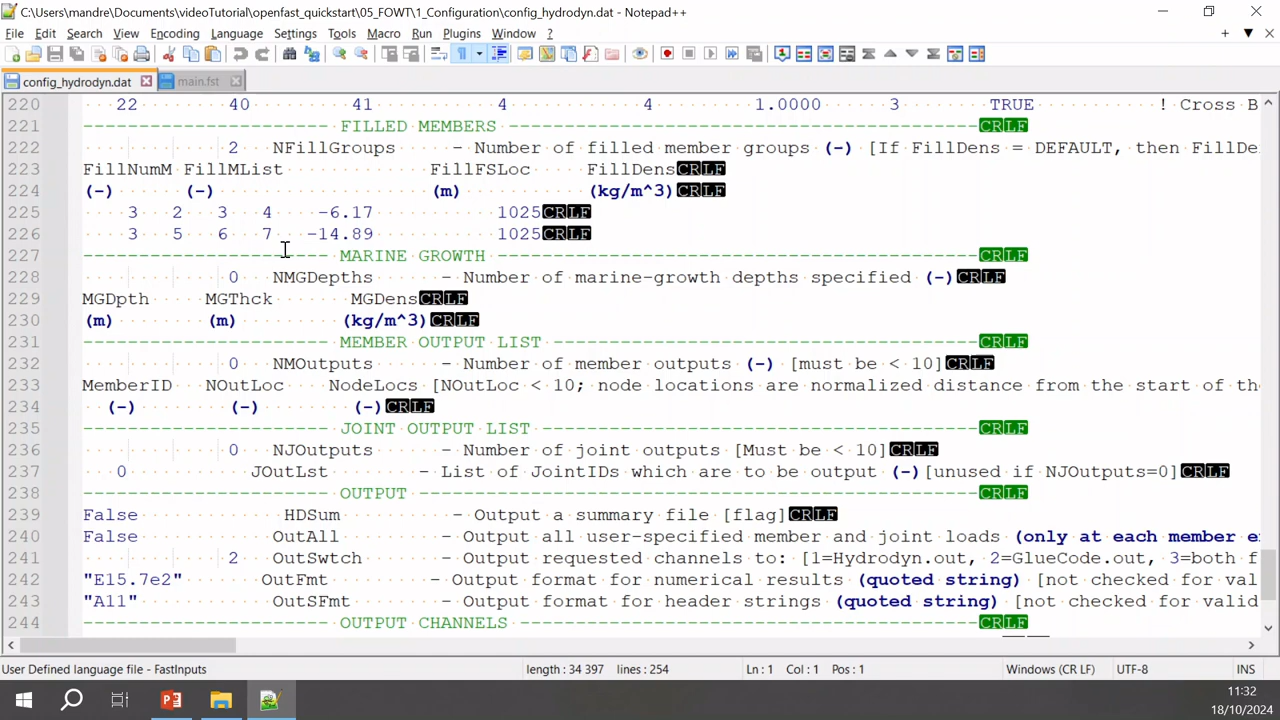 C:\Users\mandre\Documents\videoTutorial\openfast_quickstart\05_FOWT\1_Configuration\config_hydrodyn.dat - Notepad++
File Edit Search View Encoding Language Settings Tools Macro Run Plugins Window ?
config_hydrodyn.dat main.fst
220 22 40 41 4 4 1.0000 3 TRUE ! Cross B
221 ---------------------- FILLED MEMBERS ------------------------------------------CRLF
222 2 NFillGroups - Number of filled member groups (-) [If FillDens = DEFAULT, then FillDe
223 FillNumM FillMList FillFSLoc FillDensCRLF
224 (-) (-) (m) (kg/m^3)CRLF
225 3 2 3 4 -6.17 1025CRLF
226 3 5 6 7 -14.89 1025CRLF
227 ---------------------- MARINE GROWTH -------------------------------------------CRLF
228 0 NMGDepths - Number of marine-growth depths specified (-)CRLF
229 MGDpth MGThck MGDensCRLF
230 (m) (m) (kg/m^3)CRLF
231 ---------------------- MEMBER OUTPUT LIST --------------------------------------CRLF
232 0 NMOutputs - Number of member outputs (-) [must be < 10]CRLF
233 MemberID NOutLoc NodeLocs [NOutLoc < 10; node locations are normalized distance from the start of th
234 (-) (-) (-)CRLF
235 ---------------------- JOINT OUTPUT LIST ---------------------------------------CRLF
236 0 NJOutputs - Number of joint outputs [Must be < 10]CRLF
237 0 JOutLst - List of JointIDs which are to be output (-)[unused if NJOutputs=0]CRLF
238 ---------------------- OUTPUT --------------------------------------------------CRLF
239 False HDSum - Output a summary file [flag]CRLF
240 False OutAll - Output all user-specified member and joint loads (only at each member e
241 2 OutSwtch - Output requested channels to: [1=Hydrodyn.out, 2=GlueCode.out, 3=both f
242 "E15.7e2" OutFmt - Output format for numerical results (quoted string) [not checked for val
243 "A11" OutSFmt - Output format for header strings (quoted string) [not checked for valid
244 ---------------------- OUTPUT CHANNELS -----------------------------------------CRLF
User Defined language file - FastInputs length : 34 397 lines : 254 Ln : 1 Col : 1 Pos : 1 Windows (CR LF) UTF-8 INS
11:32
18/10/2024